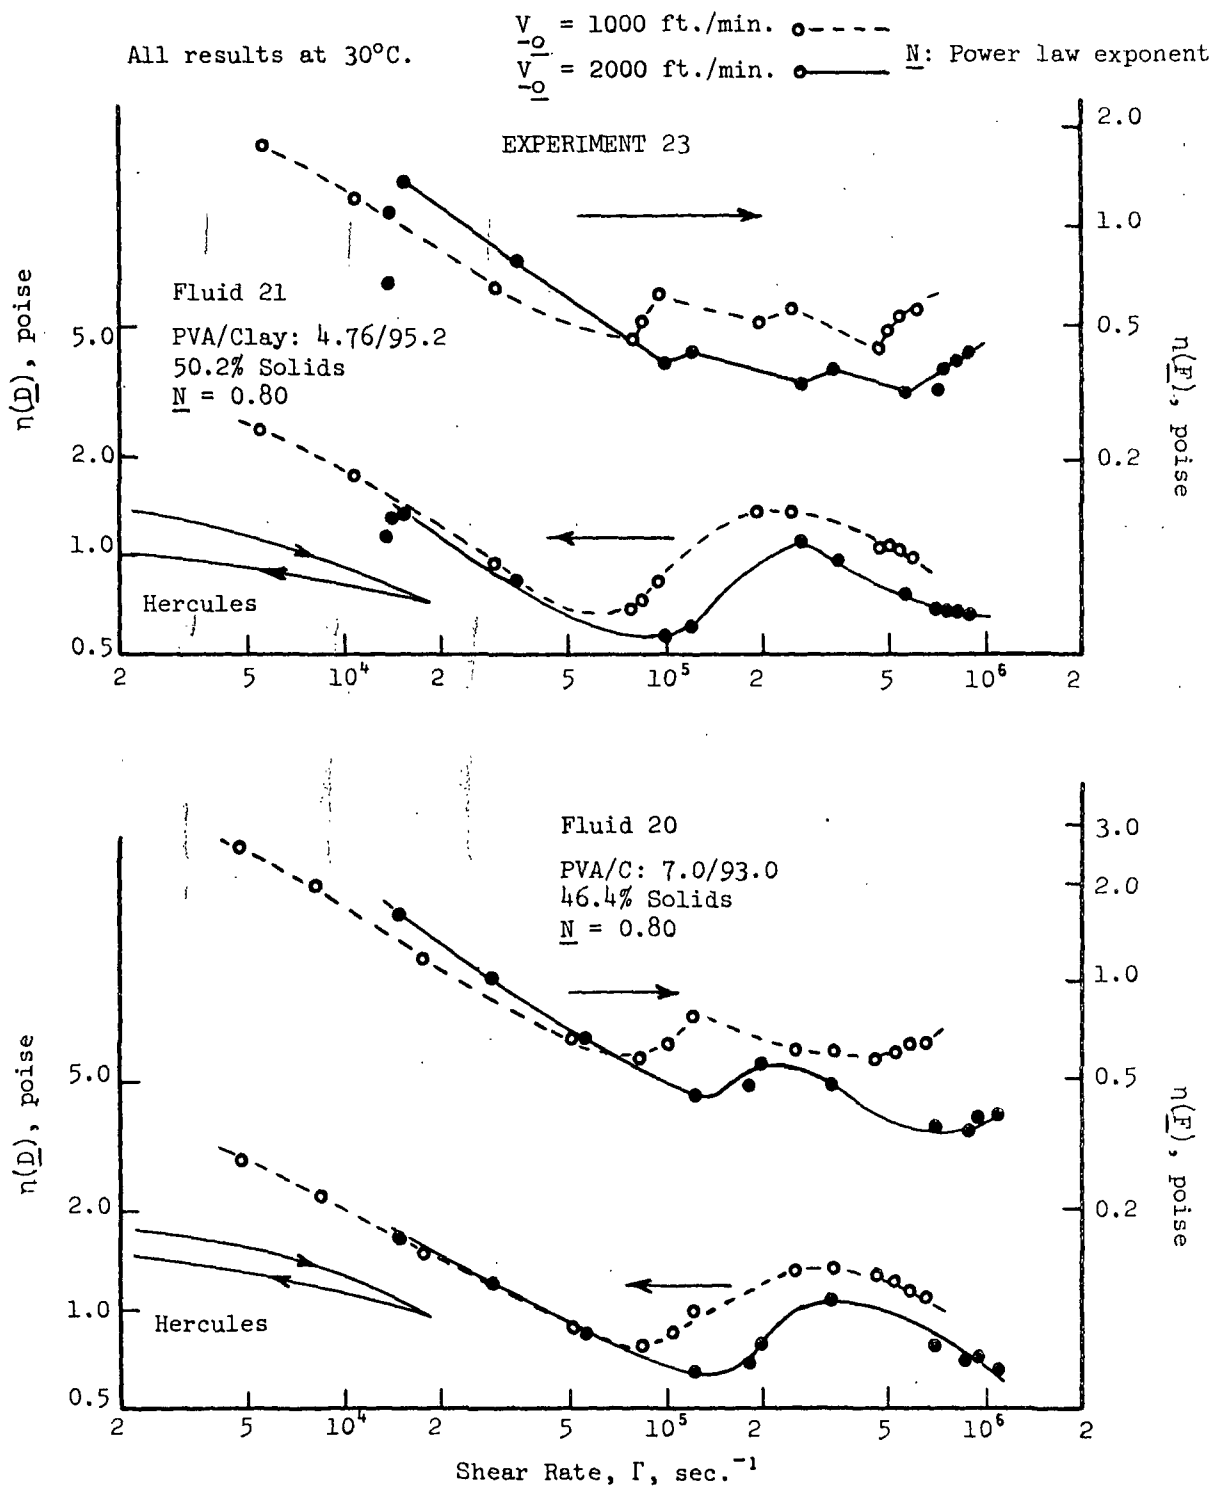 All results at 30°C.
V_o = 1000 ft./min.
V_o = 2000 ft./min.
N: Power law exponent
EXPERIMENT 23
Fluid 21
PVA/Clay: 4.76/95.2
50.2% Solids
N = 0.80
Hercules
η(D), poise
5.0
2.0
1.0
0.5
2.0
1.0
0.5
0.2
η(F), poise
2 5 10⁴ 2 5 10⁵ 2 5 10⁶ 2
Fluid 20
PVA/C: 7.0/93.0
46.4% Solids
N = 0.80
Hercules
η(D), poise
5.0
2.0
1.0
0.5
3.0
2.0
1.0
0.5
0.2
η(F), poise
2 5 10⁴ 2 5 10⁵ 2 5 10⁶ 2
Shear Rate, Γ, sec.⁻¹